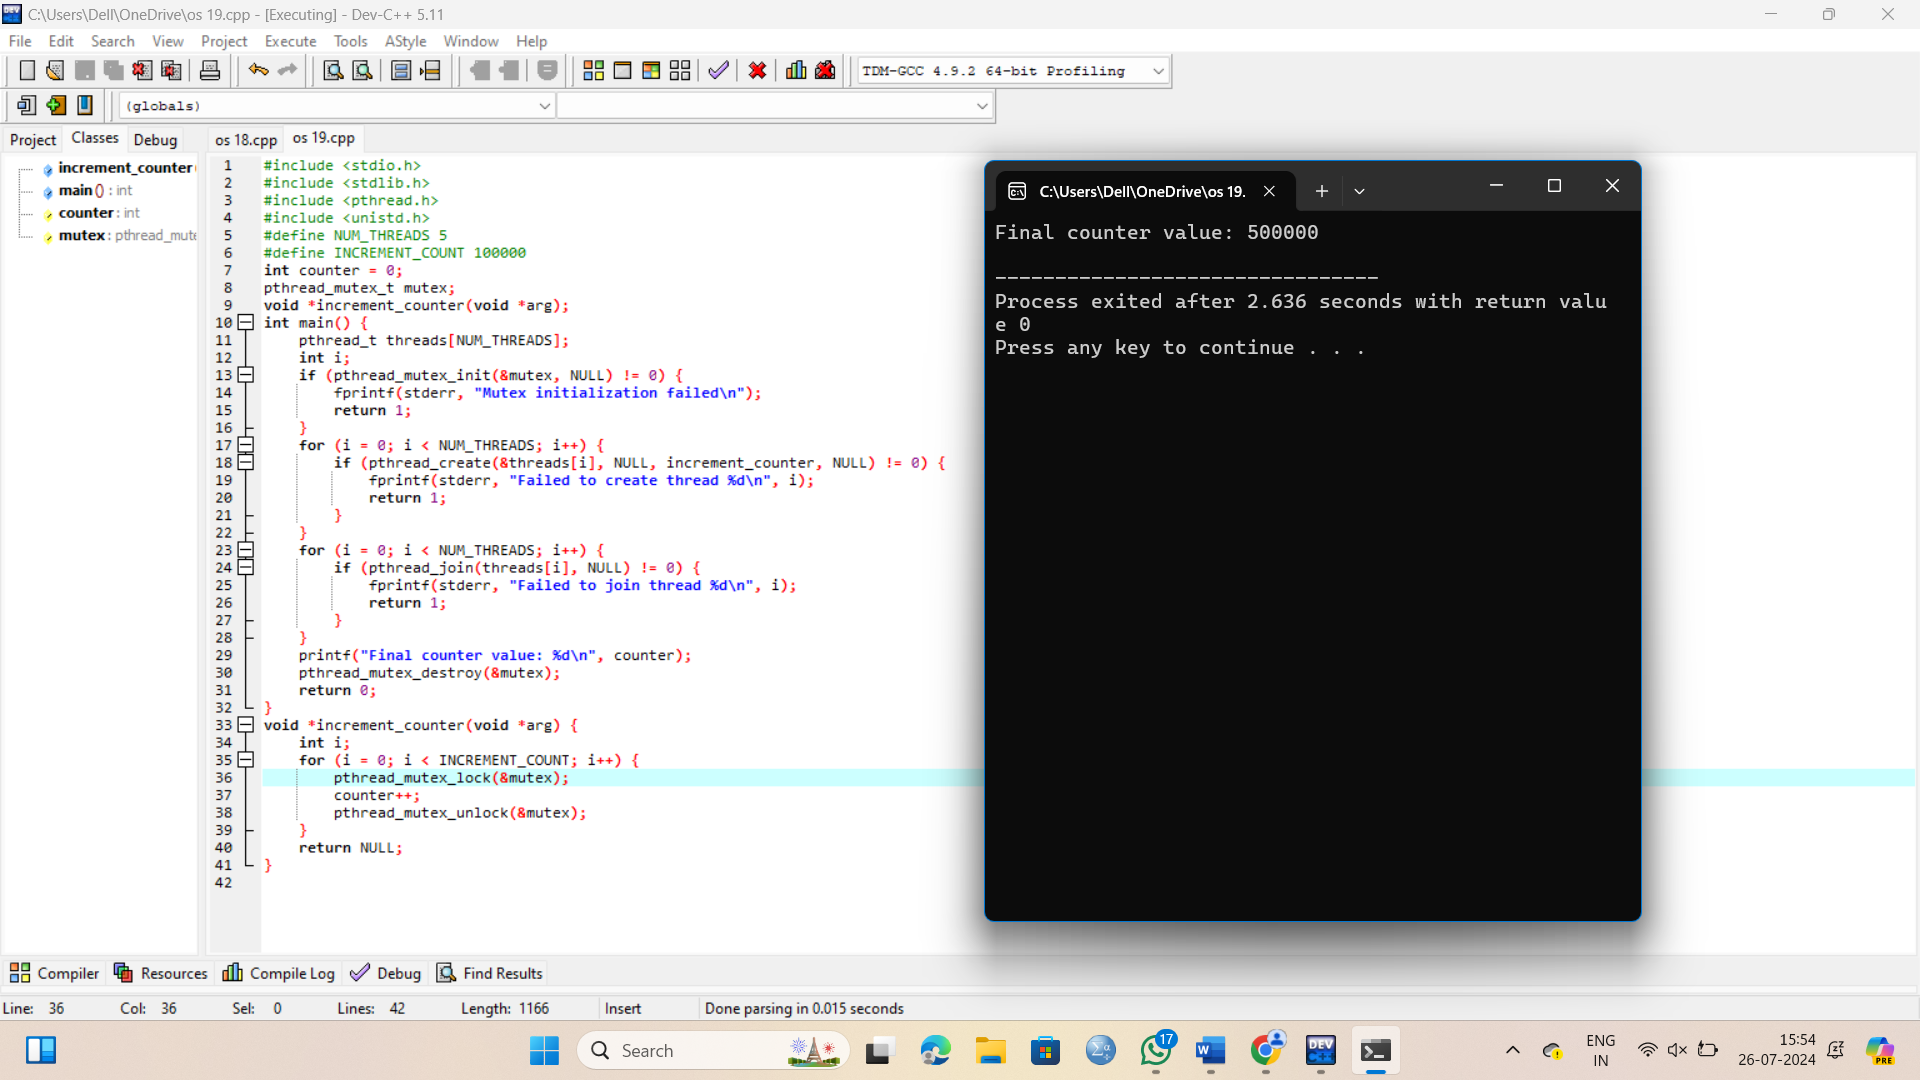 C:\Users\Dell\OneDrive\os 19.cpp - [Executing] - Dev-C++ 5.11
File Edit Search View Project Execute Tools AStyle Window Help
TDM-GCC 4.9.2 64-bit Profiling
(globals)
Project Classes Debug os 18.cpp os 19.cpp
increment_counter
main () : int
counter : int
mutex : pthread_mute
1 #include <stdio.h>
2 #include <stdlib.h>
3 #include <pthread.h>
4 #include <unistd.h>
5 #define NUM_THREADS 5
6 #define INCREMENT_COUNT 100000
7 int counter = 0;
8 pthread_mutex_t mutex;
9 void *increment_counter(void *arg);
10 int main() {
11 pthread_t threads[NUM_THREADS];
12 int i;
13 if (pthread_mutex_init(&mutex, NULL) != 0) {
14 fprintf(stderr, "Mutex initialization failed\n");
15 return 1;
16 }
17 for (i = 0; i < NUM_THREADS; i++) {
18 if (pthread_create(&threads[i], NULL, increment_counter, NULL) != 0) {
19 fprintf(stderr, "Failed to create thread %d\n", i);
20 return 1;
21 }
22 }
23 for (i = 0; i < NUM_THREADS; i++) {
24 if (pthread_join(threads[i], NULL) != 0) {
25 fprintf(stderr, "Failed to join thread %d\n", i);
26 return 1;
27 }
28 }
29 printf("Final counter value: %d\n", counter);
30 pthread_mutex_destroy(&mutex);
31 return 0;
32 }
33 void *increment_counter(void *arg) {
34 int i;
35 for (i = 0; i < INCREMENT_COUNT; i++) {
36 pthread_mutex_lock(&mutex);
37 counter++;
38 pthread_mutex_unlock(&mutex);
39 }
40 return NULL;
41 }
42
C:\Users\Dell\OneDrive\os 19.
Final counter value: 500000
--------------------------------
Process exited after 2.636 seconds with return valu
e 0
Press any key to continue . . .
Compiler Resources Compile Log Debug Find Results
Line: 36 Col: 36 Sel: 0 Lines: 42 Length: 1166 Insert Done parsing in 0.015 seconds
Search
17
DEV
PRE
ENG
IN
15:54
26-07-2024